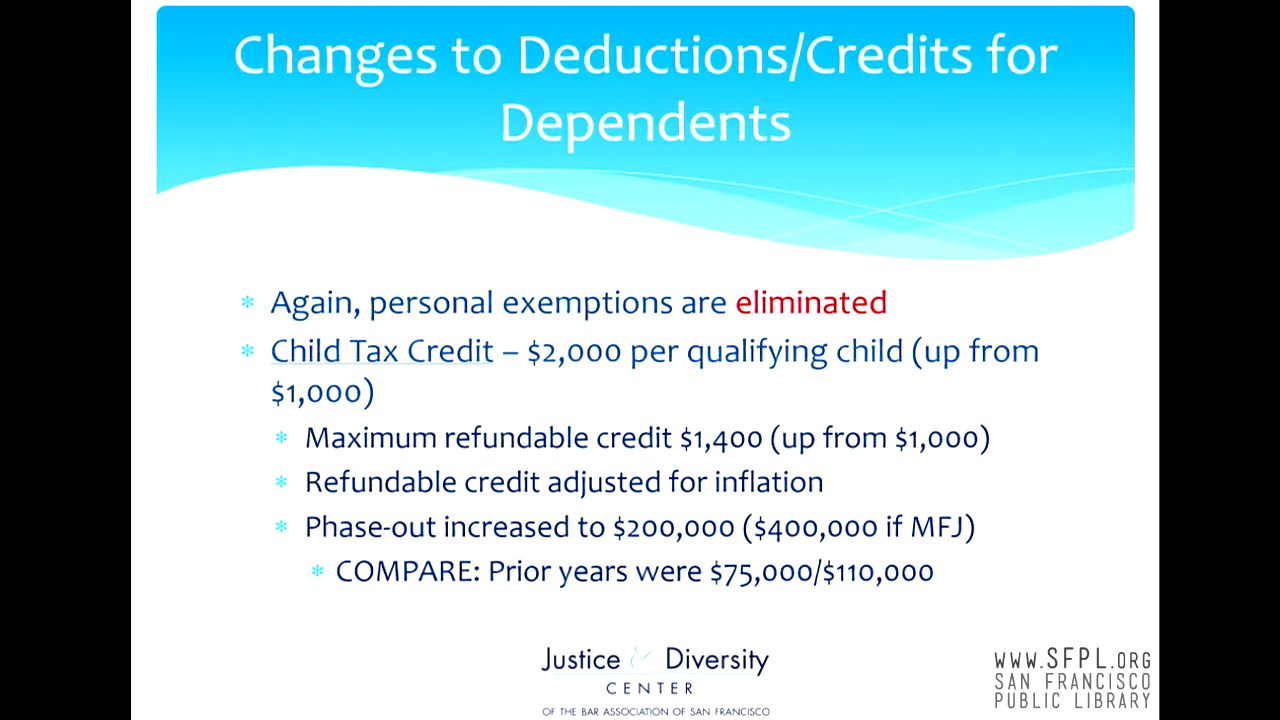 Changes to Deductions/Credits for
Dependents
* Again, personal exemptions are eliminated
* Child Tax Credit – $2,000 per qualifying child (up from
$1,000)
* Maximum refundable credit $1,400 (up from $1,000)
* Refundable credit adjusted for inflation
* Phase-out increased to $200,000 ($400,000 if MFJ)
* COMPARE: Prior years were $75,000/$110,000
Justice & Diversity
CENTER
OF THE BAR ASSOCIATION OF SAN FRANCISCO
WWW.SFPL.ORG
SAN FRANCISCO
PUBLIC LIBRARY